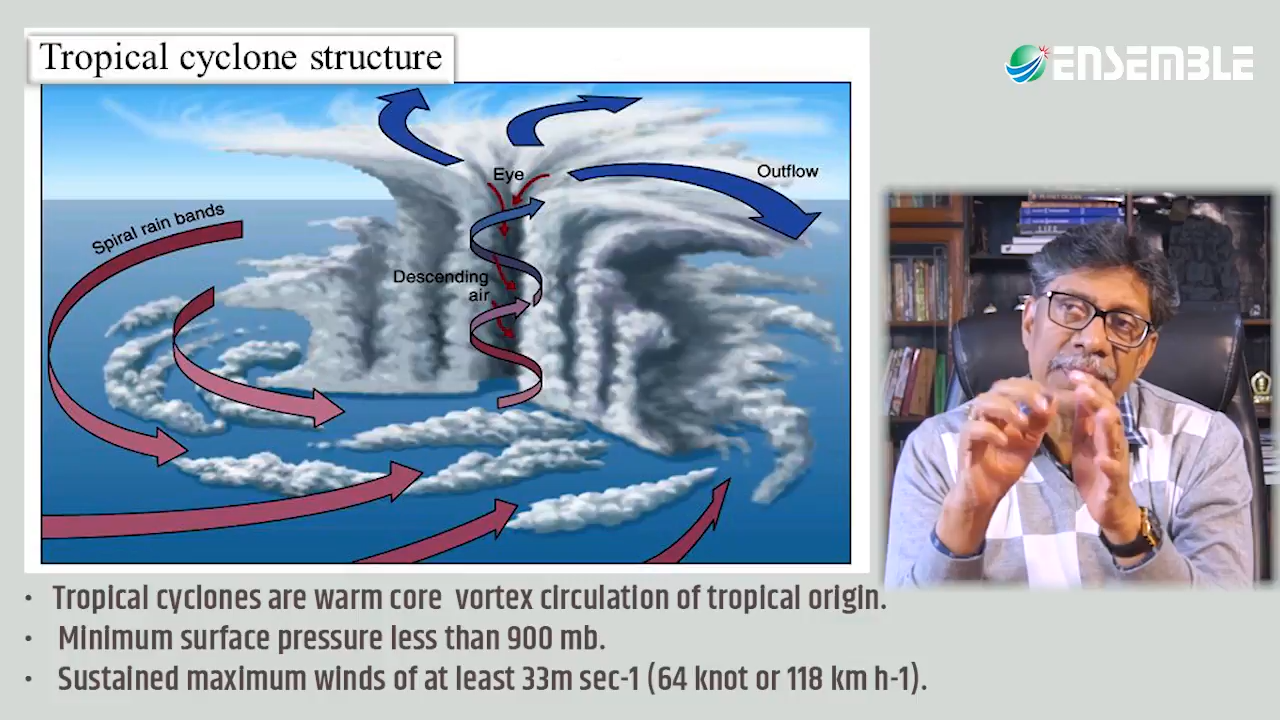 Tropical cyclone structure
ENSEMBLE
Eye
Outflow
Spiral rain bands
Descending
air
• Tropical cyclones are warm core vortex circulation of tropical origin.
• Minimum surface pressure less than 900 mb.
• Sustained maximum winds of at least 33m sec-1 (64 knot or 118 km h-1).